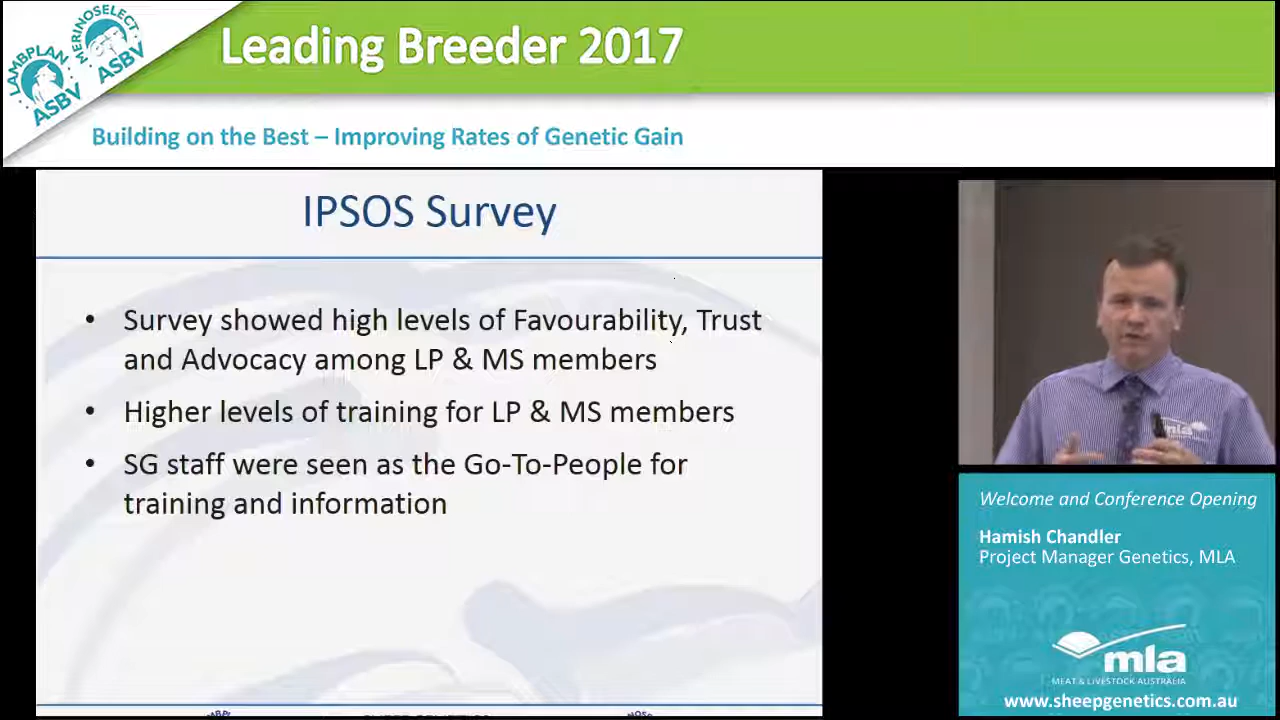 LAMBPLAN
ASBV
MERINOSELECT
ASBV
Leading Breeder 2017
Building on the Best – Improving Rates of Genetic Gain
IPSOS Survey
• Survey showed high levels of Favourability, Trust
and Advocacy among LP & MS members
• Higher levels of training for LP & MS members
• SG staff were seen as the Go-To-People for
training and information
mla
Welcome and Conference Opening
Hamish Chandler
Project Manager Genetics, MLA
mla
MEAT & LIVESTOCK AUSTRALIA
www.sheepgenetics.com.au